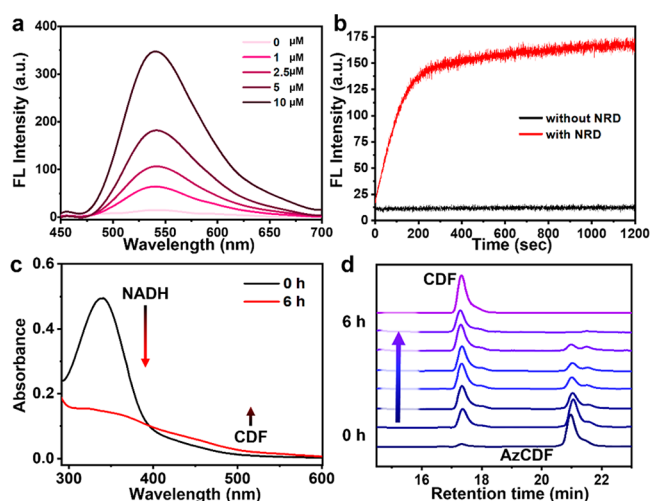 a
400
300
200
100
0
450 500 550 600 650 700
FL Intensity (a.u.)
Wavelength (nm)
0 μM
1 μM
2.5μM
5 μM
10 μM
b
175
150
125
100
75
50
25
0
0 200 400 600 800 1000 1200
FL Intensity (a.u.)
Time (sec)
without NRD
with NRD
c
0.6
0.4
0.2
0.0
300 400 500 600
Absorbance
Wavelength (nm)
NADH
CDF
0 h
6 h
d
CDF
6 h
0 h
AzCDF
16 18 20 22
Retention time (min)